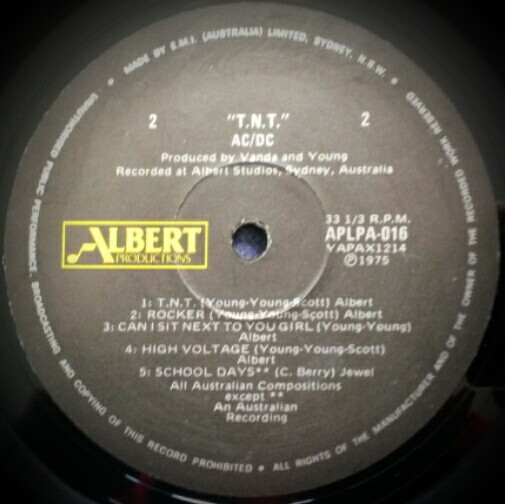 MADE BY E.M.I. (AUSTRALIA) LIMITED, SYDNEY, N.S.W. •
UNAUTHORISED PUBLIC PERFORMANCE, BROADCASTING AND COPYING OF THIS RECORD PROHIBITED • ALL RIGHTS OF THE MANUFACTURER AND OF THE OWNER OF THE RECORDED WORK RESERVED
2 "T.N.T." 2
AC/DC
Produced by Vanda and Young
Recorded at Albert Studios, Sydney, Australia
33 1/3 R.P.M.
ALBERT APLPA-016
PRODUCTIONS YAPAX1214
Ⓟ1975
1: T.N.T. (Young-Young-Scott) Albert
2: ROCKER (Young-Young-Scott) Albert
3: CAN I SIT NEXT TO YOU GIRL (Young-Young)
Albert
4: HIGH VOLTAGE (Young-Young-Scott)
Albert
5: SCHOOL DAYS** (C. Berry) Jewel
All Australian Compositions
except **
An Australian
Recording